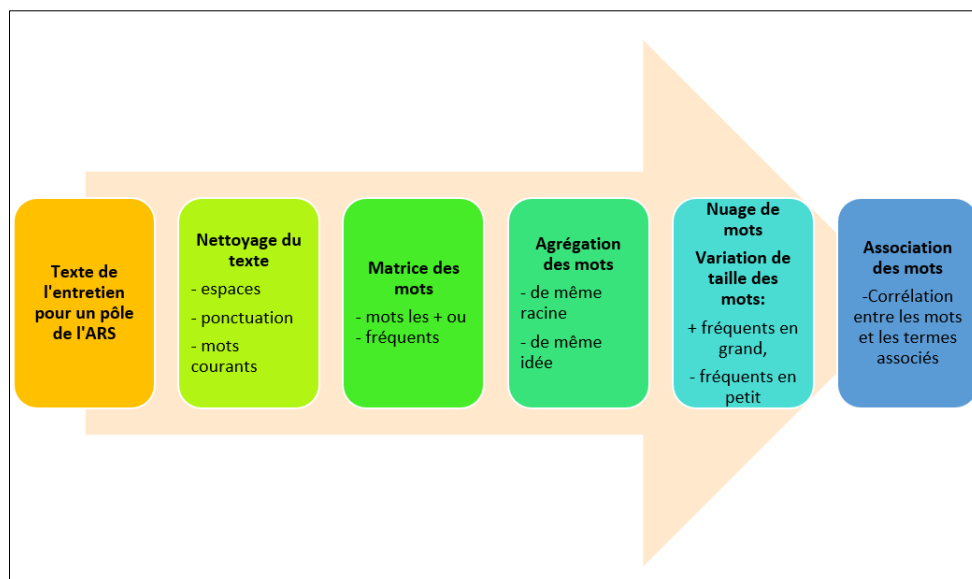 Texte de
l'entretien
pour un pôle
de l'ARS
Nettoyage du
texte
- espaces
- ponctuation
- mots
courants
Matrice des
mots
- mots les + ou
- fréquents
Agrégation
des mots
- de même
racine
- de même
idée
Nuage de
mots
Variation de
taille des
mots:
+ fréquents en
grand,
- fréquents en
petit
Association
des mots
-Corrélation
entre les mots
et les termes
associés